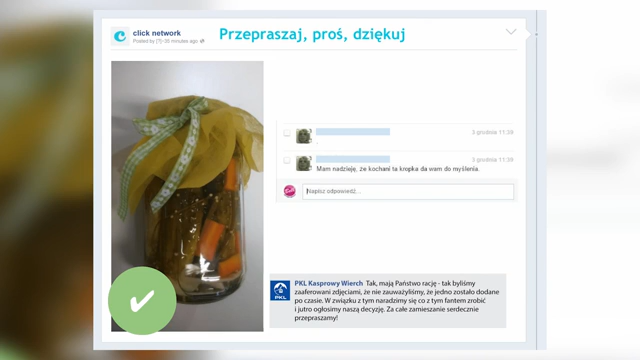 click network
Przepraszaj, proś, dziękuj
3 grudnia 11:39
.
3 grudnia 11:39
Mam nadzieję, że kochani ta kropka da wam do myślenia.
Napisz odpowiedź...
PKL Kasprowy Wierch Tak, mają Państwo rację - tak byliśmy
zaaferowani zdjęciami, że nie zauważyliśmy, że jedno zostało dodane
po czasie. W związku z tym naradzimy się co z tym fantem zrobić
i jutro ogłosimy naszą decyzję. Za całe zamieszanie serdecznie
przepraszamy!
PKL